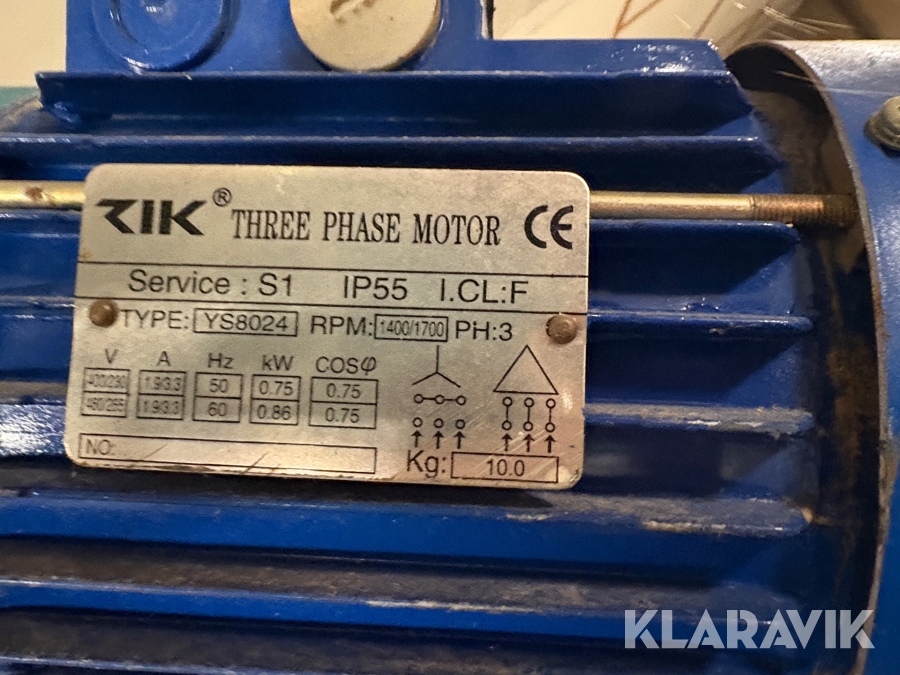 ZIK® THREE PHASE MOTOR CE
Service : S1 IP55 I.CL:F
TYPE: YS8024 RPM: 1400/1700 PH:3
V A Hz kW COSφ
400/230 1.9/3.3 50 0.75 0.75
460/265 1.9/3.3 60 0.86 0.75
NO:
Kg: 10.0
KLARAVIK